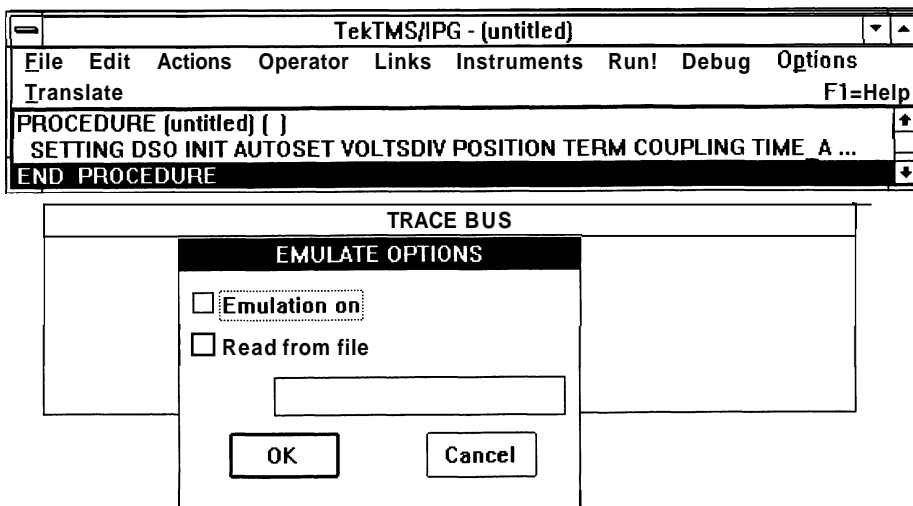 TekTMS/IPG - (untitled)
File Edit Actions Operator Links Instruments Run! Debug Options
Translate F1=Help
PROCEDURE (untitled) ( )
SETTING DSO INIT AUTOSET VOLTSDIV POSITION TERM COUPLING TIME_A ...
END PROCEDURE
TRACE BUS
EMULATE OPTIONS
Emulation on
Read from file
OK Cancel